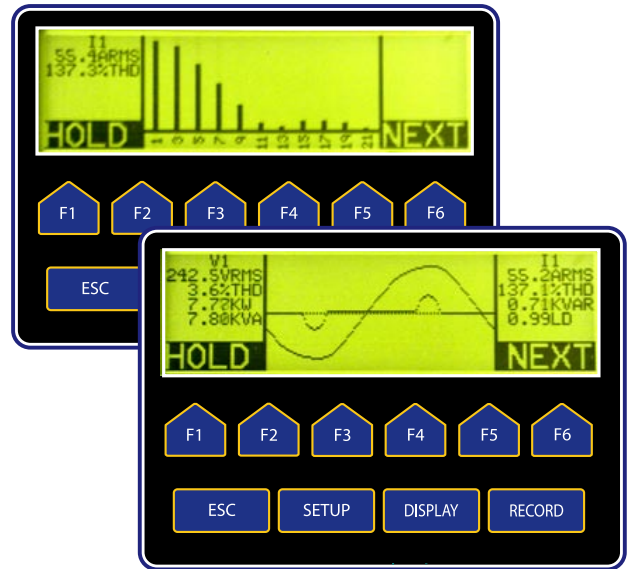 I1
55.4ARMS
137.3%THD
HOLD
1 3 5 7 9 11 13 15 17 19 21
NEXT
F1 F2 F3 F4 F5 F6
ESC
V1
242.5VRMS
3.6%THD
7.77KW
7.80KVA
HOLD
I1
55.2ARMS
137.1%THD
0.71KVAR
0.99LD
NEXT
F1 F2 F3 F4 F5 F6
ESC SETUP DISPLAY RECORD